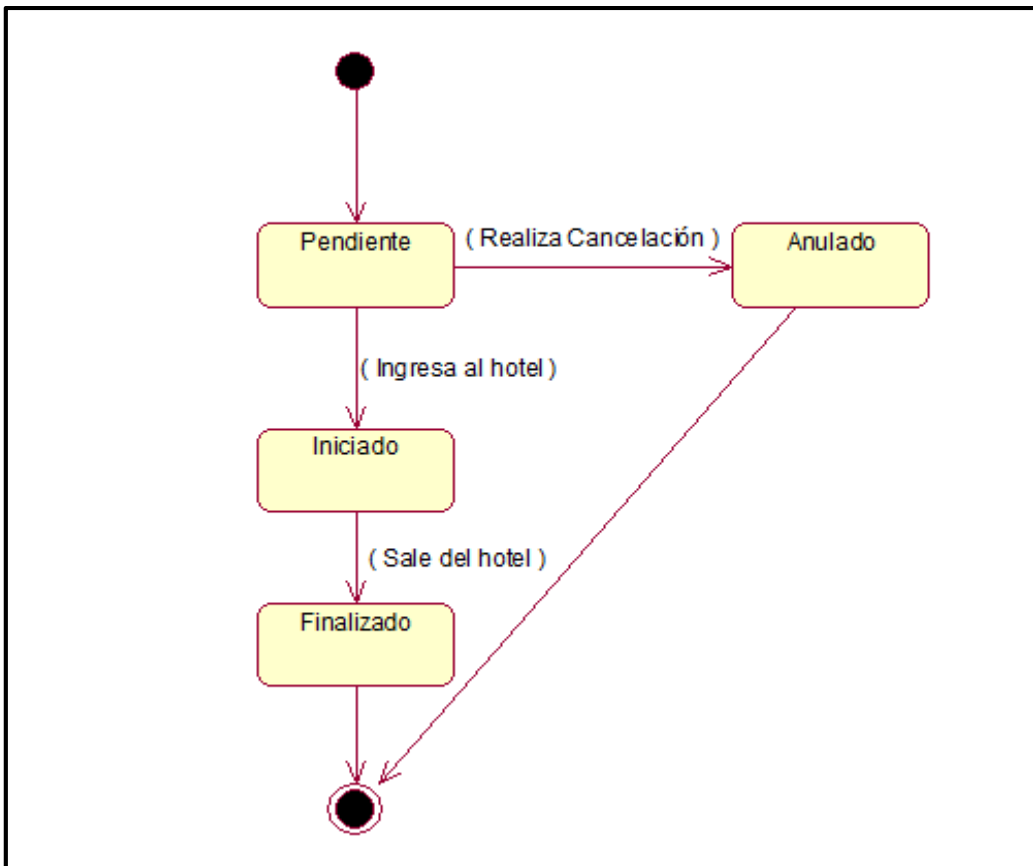 Pendiente
( Realiza Cancelación )
Anulado
( Ingresa al hotel )
Iniciado
( Sale del hotel )
Finalizado